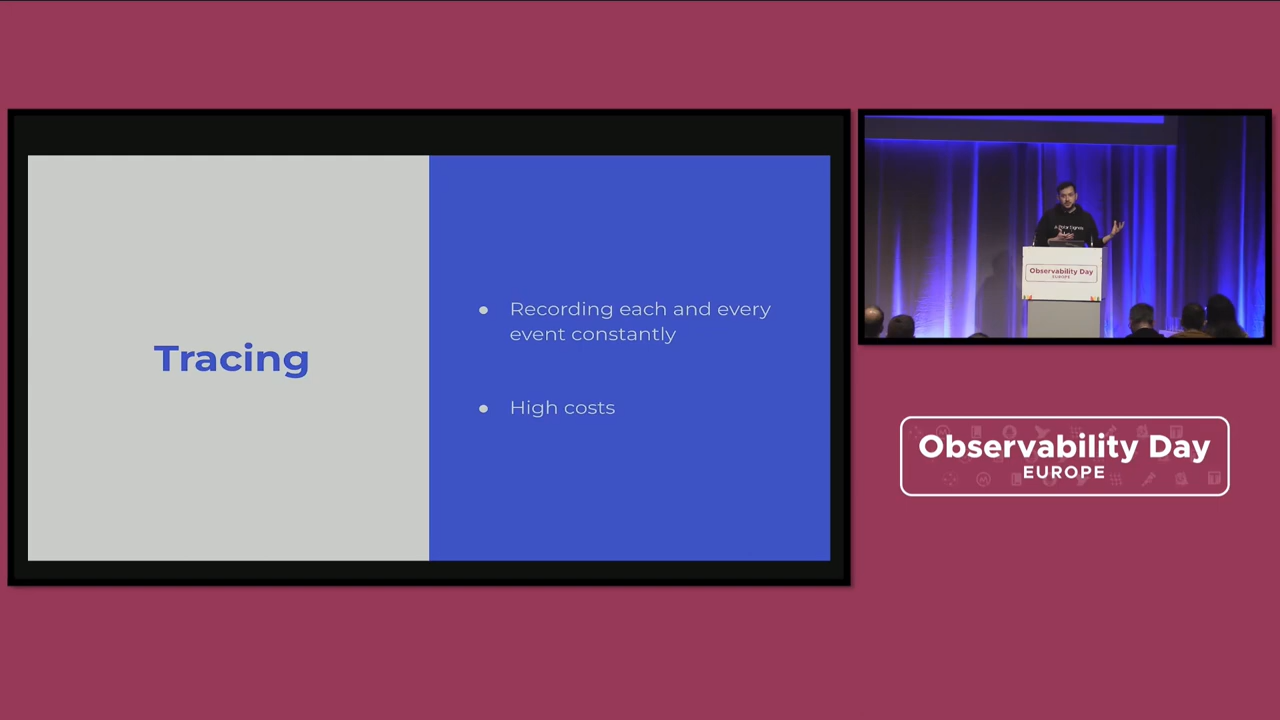 Tracing
● Recording each and every
event constantly
● High costs
Observability Day
EUROPE
Observability Day
EUROPE